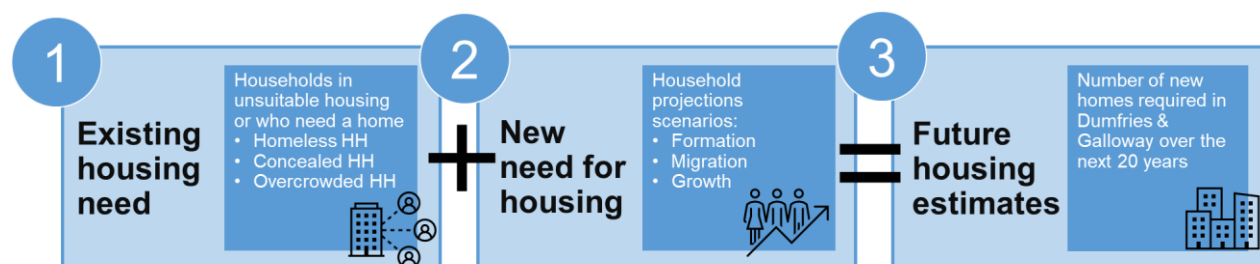 1
Existing
housing
need
Households in
unsuitable housing
or who need a home
• Homeless HH
• Concealed HH
• Overcrowded HH
+
2
New
need for
housing
Household
projections
scenarios:
• Formation
• Migration
• Growth
=
3
Future
housing
estimates
Number of new
homes required in
Dumfries &
Galloway over the
next 20 years